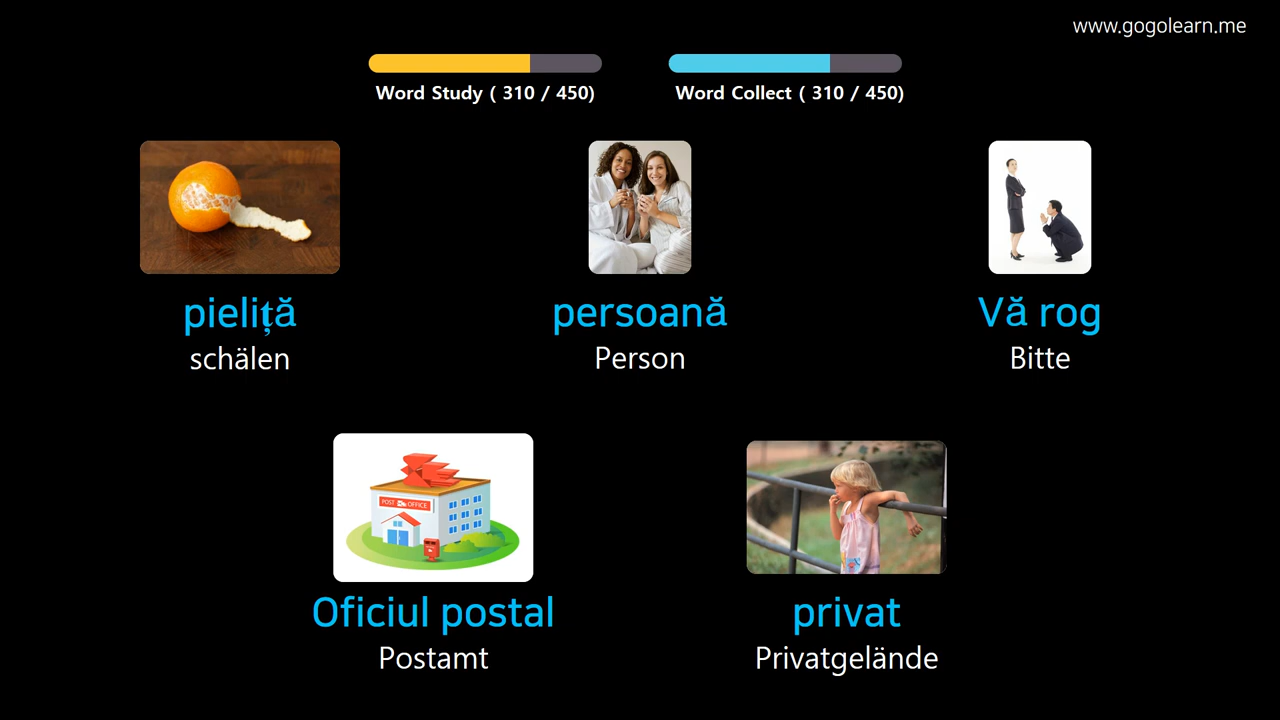 www.gogolearn.me
Word Study ( 310 / 450)
Word Collect ( 310 / 450)
pieliță
schälen
persoană
Person
Vă rog
Bitte
POST OFFICE
Oficiul postal
Postamt
privat
Privatgelände